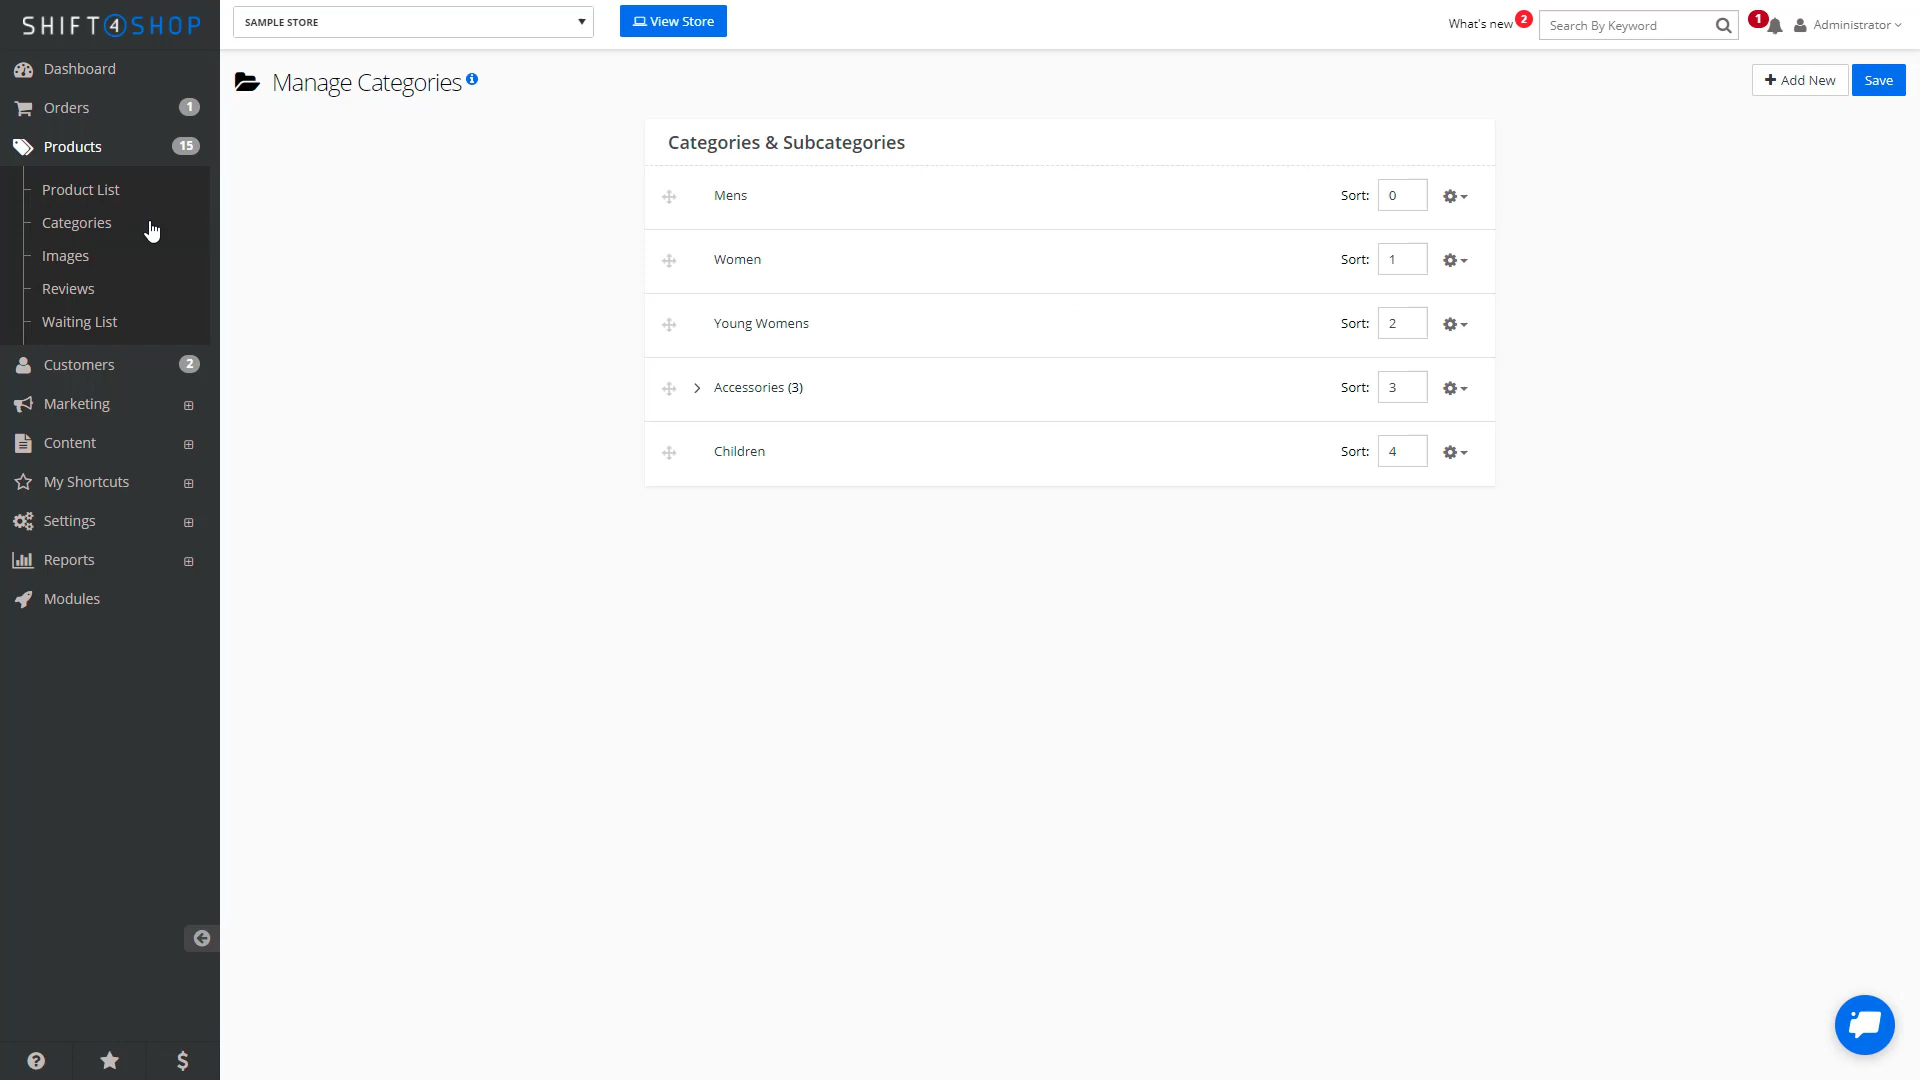 SHIFT4SHOP
SAMPLE STORE
View Store
What's new 2
Search By Keyword
1
Administrator
Dashboard
Orders 1
Products 15
Product List
Categories
Images
Reviews
Waiting List
Customers 2
Marketing
Content
My Shortcuts
Settings
Reports
Modules
Manage Categories
Add New
Save
Categories & Subcategories
Mens Sort: 0
Women Sort: 1
Young Womens Sort: 2
Accessories (3) Sort: 3
Children Sort: 4